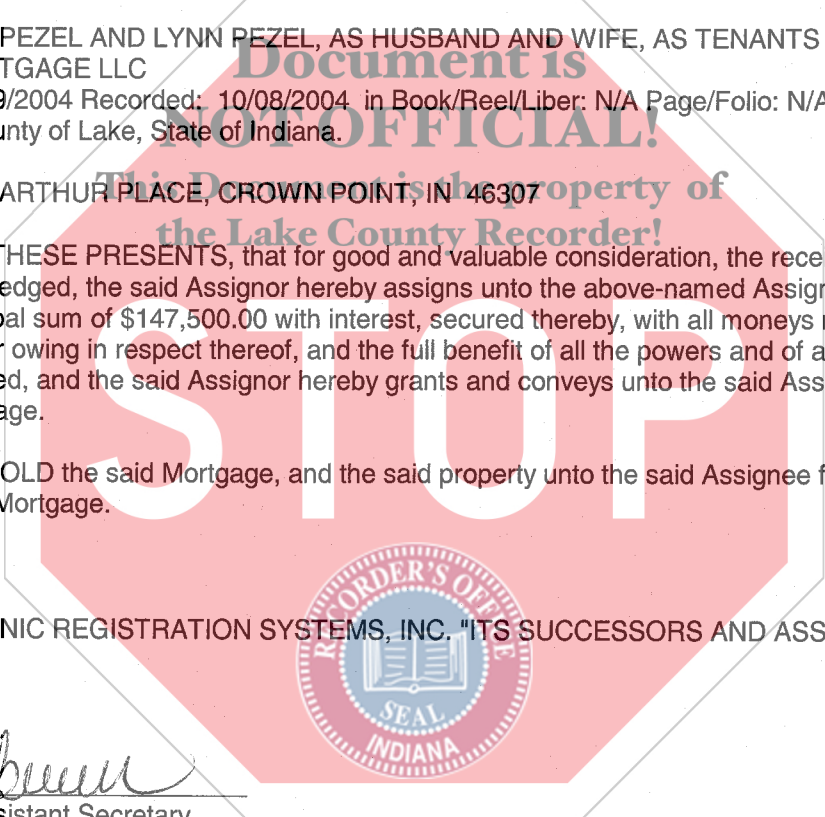 PEZEL AND LYNN PEZEL, AS HUSBAND AND WIFE, AS TENANTS
Document is
TGAGE LLC
9/2004 Recorded: 10/08/2004 in Book/Reel/Liber: N/A Page/Folio: N/A
NOT OFFICIAL!
unty of Lake, State of Indiana.
This Document is the property of
ARTHUR PLACE, CROWN POINT, IN 46307
the Lake County Recorder!
THESE PRESENTS, that for good and valuable consideration, the rece
edged, the said Assignor hereby assigns unto the above-named Assign
pal sum of $147,500.00 with interest, secured thereby, with all moneys
owing in respect thereof, and the full benefit of all the powers and of a
ed, and the said Assignor hereby grants and conveys unto the said Ass
age.
STOP
OLD the said Mortgage, and the said property unto the said Assignee f
Mortgage.
RECORDER'S OFFICE
NIC REGISTRATION SYSTEMS, INC. "ITS SUCCESSORS AND ASS
SEAL
INDIANA
sistant Secretary